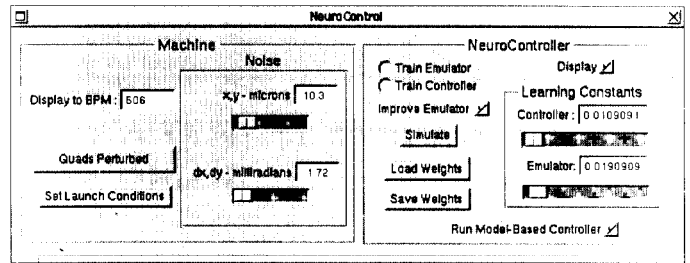 NeuroControl
Machine
Noise
Display to BPM: 606
x,y - microns 10.3
Quads Perturbed
dx,dy - milliradians 1.72
Set Launch Conditions
NeuroController
Train Emulator
Train Controller
Display
Improve Emulator
Simulate
Load Weights
Save Weights
Learning Constants
Controller: 0.0109091
Emulator: 0.0190909
Run Model-Based Controller